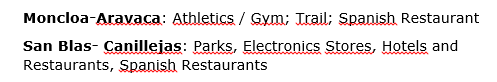 Moncloa-Aravaca: Athletics / Gym; Trail; Spanish Restaurant
San Blas- Canillejas: Parks, Electronics Stores, Hotels and
Restaurants, Spanish Restaurants